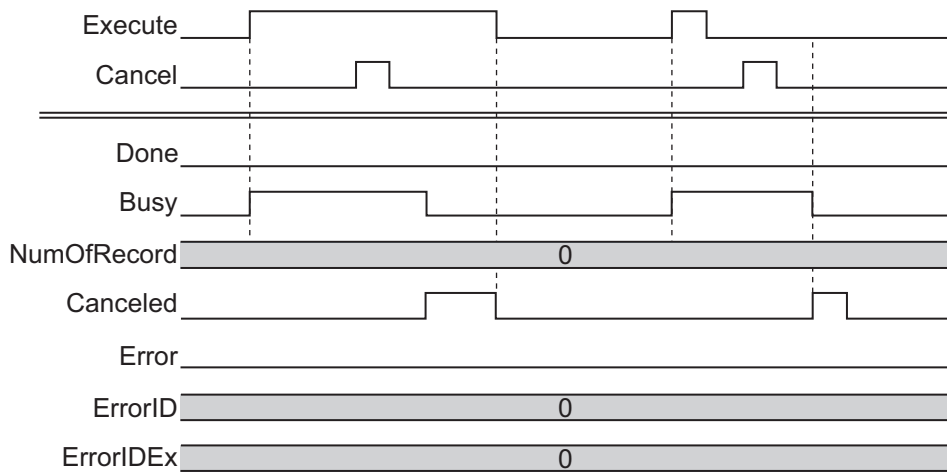 Execute
Cancel
Done
Busy
NumOfRecord 0
Canceled
Error
ErrorID 0
ErrorIDEx 0